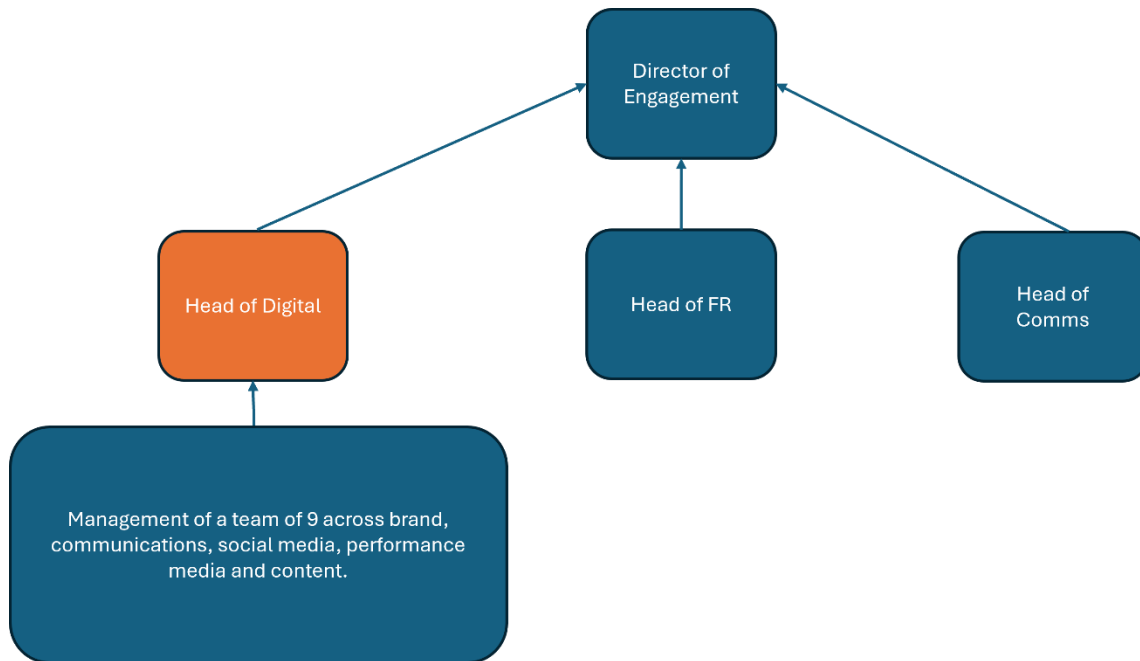 Director of
Engagement
Head of Digital
Head of FR
Head of
Comms
Management of a team of 9 across brand,
communications, social media, performance
media and content.